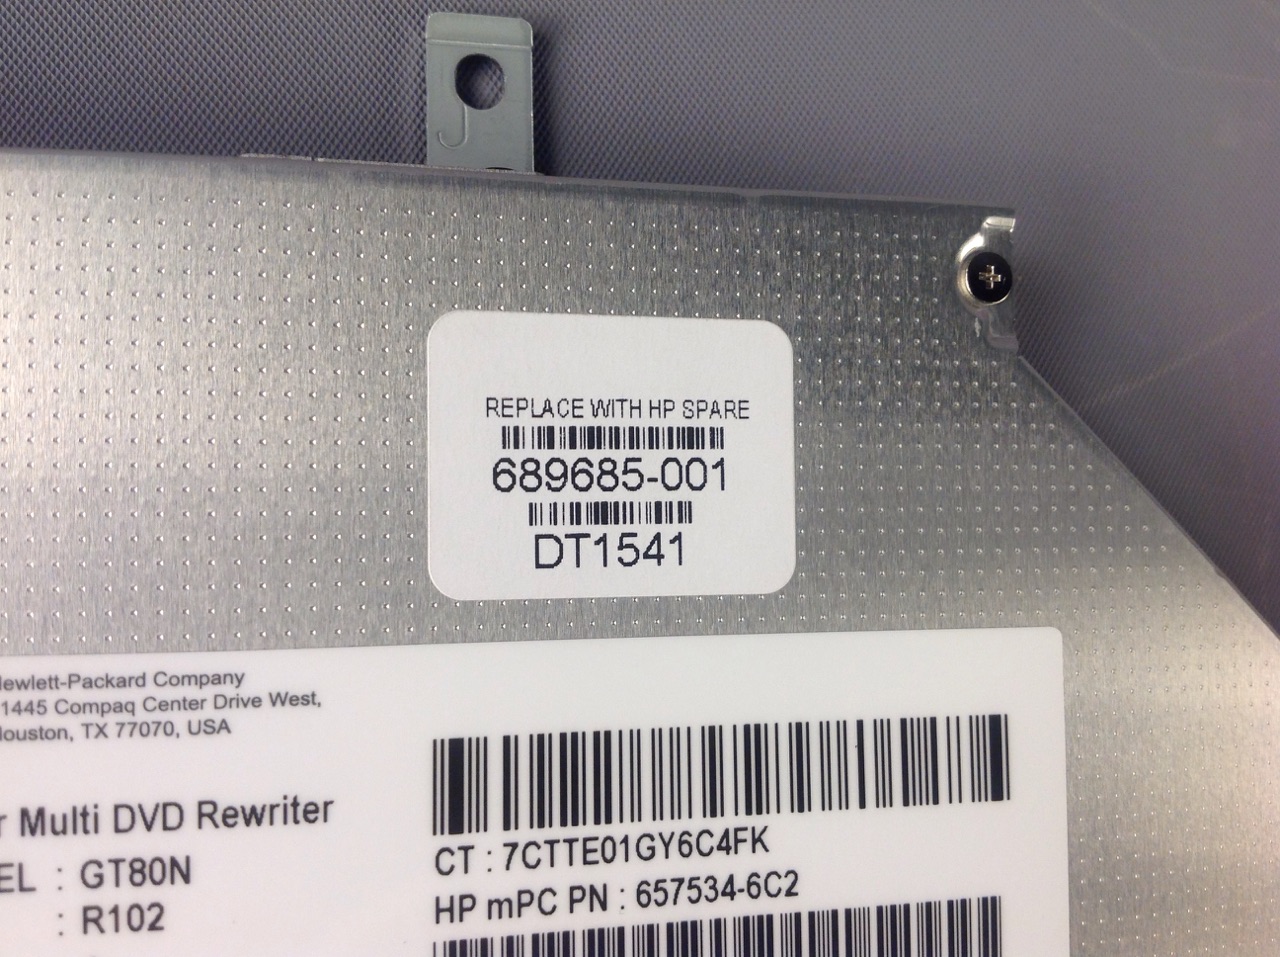 REPLACE WITH HP SPARE
689685-001
DT1541
Hewlett-Packard Company
1445 Compaq Center Drive West,
Houston, TX 77070, USA
r Multi DVD Rewriter
EL : GT80N
: R102
CT : 7CTTE01GY6C4FK
HP mPC PN : 657534-6C2
J